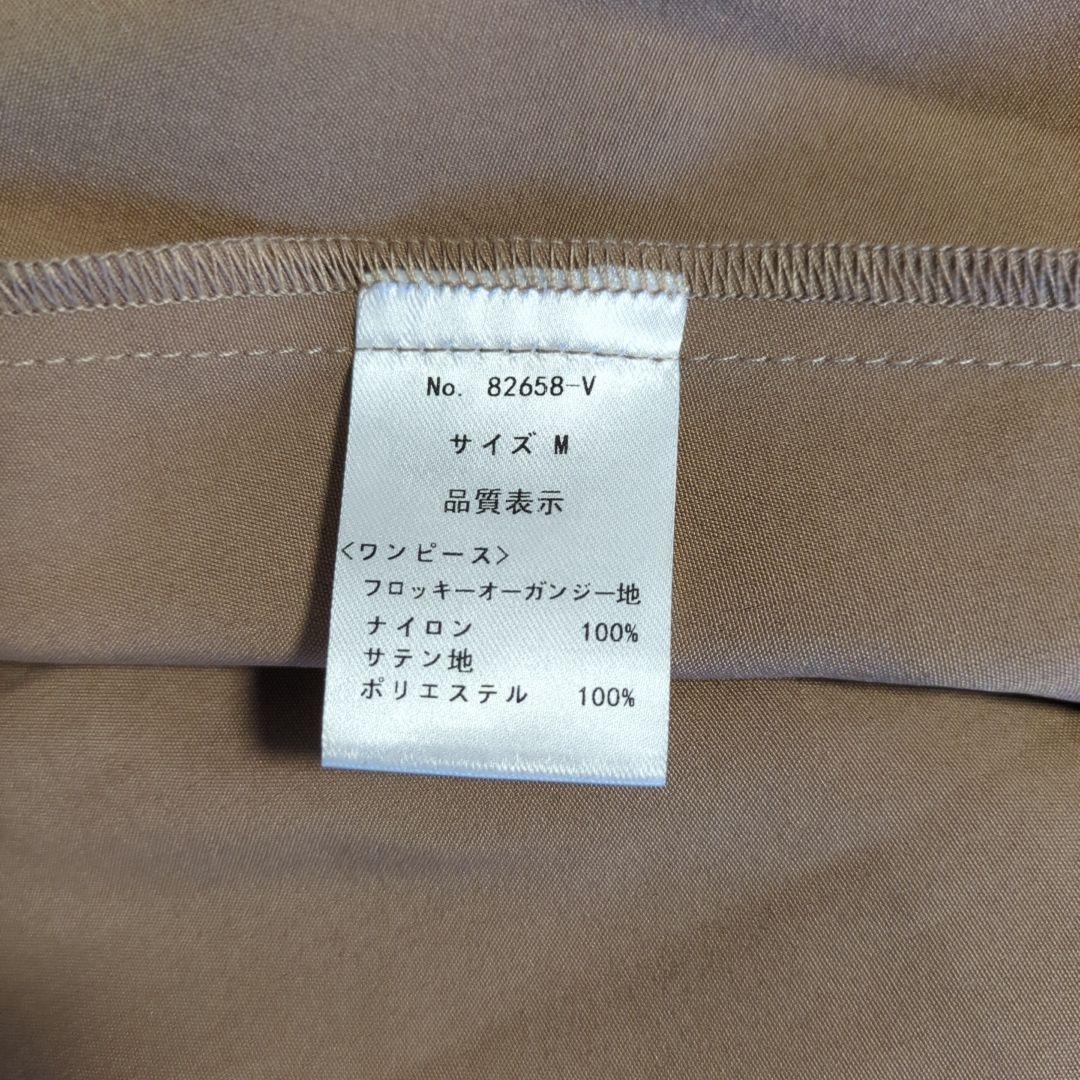 No. 82658-V
サイズ M
品質表示
<ワンピース>
フロッキーオーガンジー地
ナイロン 100%
サテン地
ポリエステル 100%